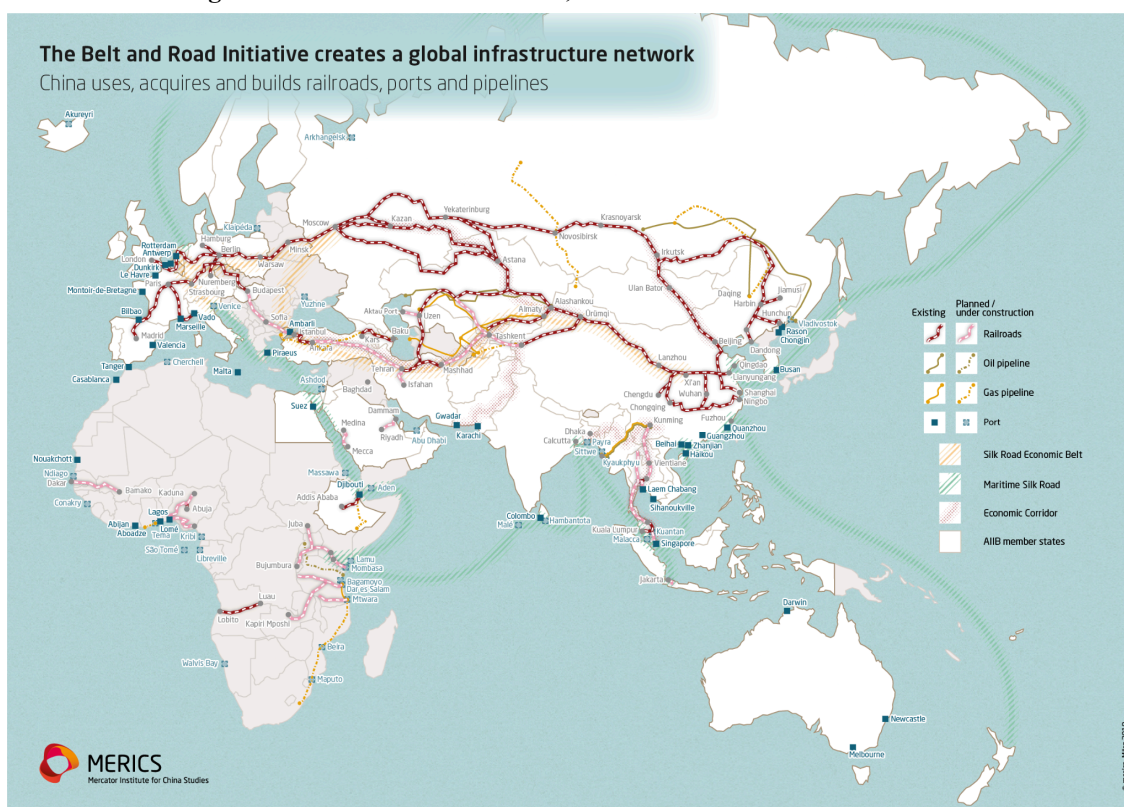 The Belt and Road Initiative creates a global infrastructure network
China uses, acquires and builds railroads, ports and pipelines
Akureyri
Arkhangelsk
Klaipėda
Moscow
Kazan
Yekaterinburg
Novosibirsk
Krasnoyarsk
Irkutsk
Rotterdam
Antwerp
Hamburg
Berlin
London
Dunkirk
Le Havre
Paris
Warsaw
Minsk
Nuremberg
Strasbourg
Budapest
Montoir-de-Bretagne
Bilbao
Madrid
Valencia
Marseille
Vado
Venice
Yuzhne
Sofia
Ambarli
Istanbul
Ankara
Piraeus
Kars
Baku
Aktau Port
Uzen
Astana
Almaty
Alashankou
Ürümqi
Tashkent
Ulan Bator
Daqing
Harbin
Jiamusi
Hunchun
Vladivostok
Rason
Chongjin
Beijing
Dandong
Lanzhou
Qingdao
Lianyungang
Busan
Xi'an
Chengdu
Chongqing
Wuhan
Shanghai
Ningbo
Fuzhou
Quanzhou
Guangzhou
Kunming
Beihai
Zhanjian
Haikou
Tanger
Casablanca
Cherchell
Malta
Ashdod
Suez
Baghdad
Tehran
Mashhad
Isfahan
Dammam
Medina
Riyadh
Mecca
Abu Dhabi
Gwadar
Karachi
Dhaka
Calcutta
Payra
Sittwe
Kyaukphyu
Vientiane
Laem Chabang
Sihanoukville
Nouakchott
Ndiago
Dakar
Bamako
Conakry
Kaduna
Abuja
Lagos
Lomé
Tema
Abijan
Aboadze
Kribi
São Tomé
Libreville
Massawa
Djibouti
Aden
Addis Ababa
Juba
Lamu
Mombasa
Bujumbura
Bagamoyo
Dar es-Salam
Mtwara
Luau
Lobito
Kapiri Mposhi
Walvis Bay
Beira
Maputo
Colombo
Malé
Hambantota
Kuala Lumpur
Kuantan
Malacca
Singapore
Jakarta
Darwin
Newcastle
Melbourne
Existing
Planned /
under construction
Railroads
Oil pipeline
Gas pipeline
Port
Silk Road Economic Belt
Maritime Silk Road
Economic Corridor
AIIB member states
MERICS
Mercator Institute for China Studies